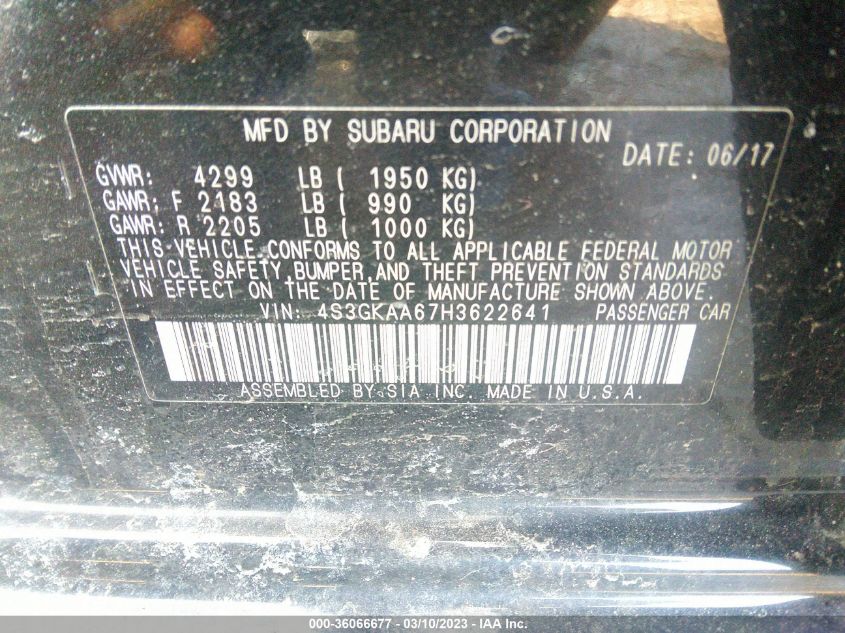 MFD BY SUBARU CORPORATION
DATE: 06/17
GVWR: 4299 LB ( 1950 KG)
GAWR: F 2183 LB ( 990 KG)
GAWR: R 2205 LB ( 1000 KG)
THIS VEHICLE CONFORMS TO ALL APPLICABLE FEDERAL MOTOR
VEHICLE SAFETY, BUMPER, AND THEFT PREVENTION STANDARDS
IN EFFECT ON THE DATE OF MANUFACTURE SHOWN ABOVE.
VIN: 4S3GKAA67H3622641 PASSENGER CAR
ASSEMBLED BY SIA INC. MADE IN U.S.A.
000-36066677 — 03/10/2023 — IAA Inc.